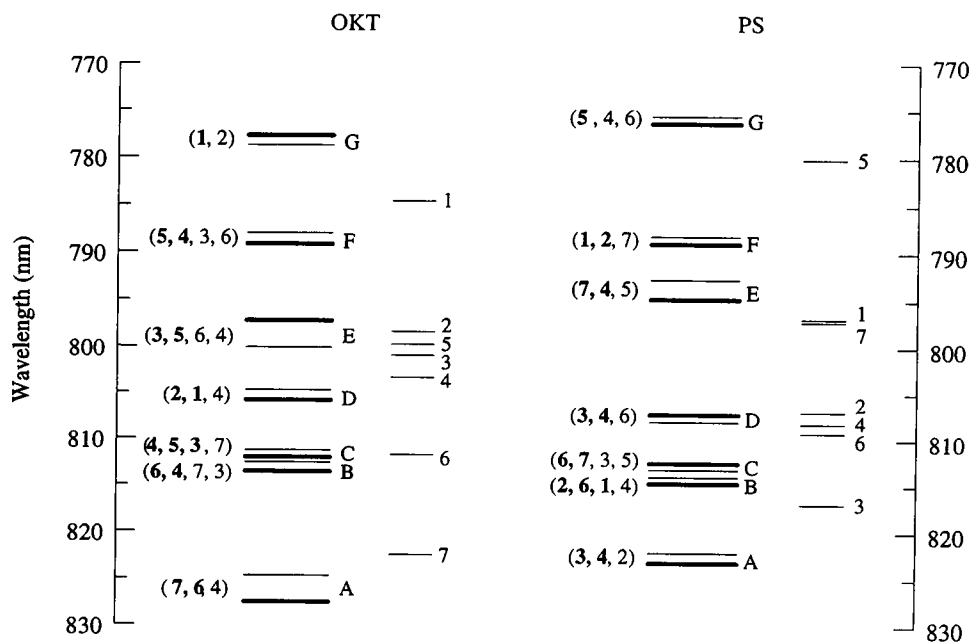 OKT
PS
Wavelength (nm)
770
780
790
800
810
820
830
(1, 2) G
1
(5, 4, 3, 6) F
(3, 5, 6, 4) E
2
5
3
4
(2, 1, 4) D
(4, 5, 3, 7) C
(6, 4, 7, 3) B
6
7
(7, 6, 4) A
(5, 4, 6) G
5
(1, 2, 7) F
(7, 4, 5) E
1
7
(3, 4, 6) D
2
4
6
(6, 7, 3, 5) C
(2, 6, 1, 4) B
3
(3, 4, 2) A
770
780
790
800
810
820
830